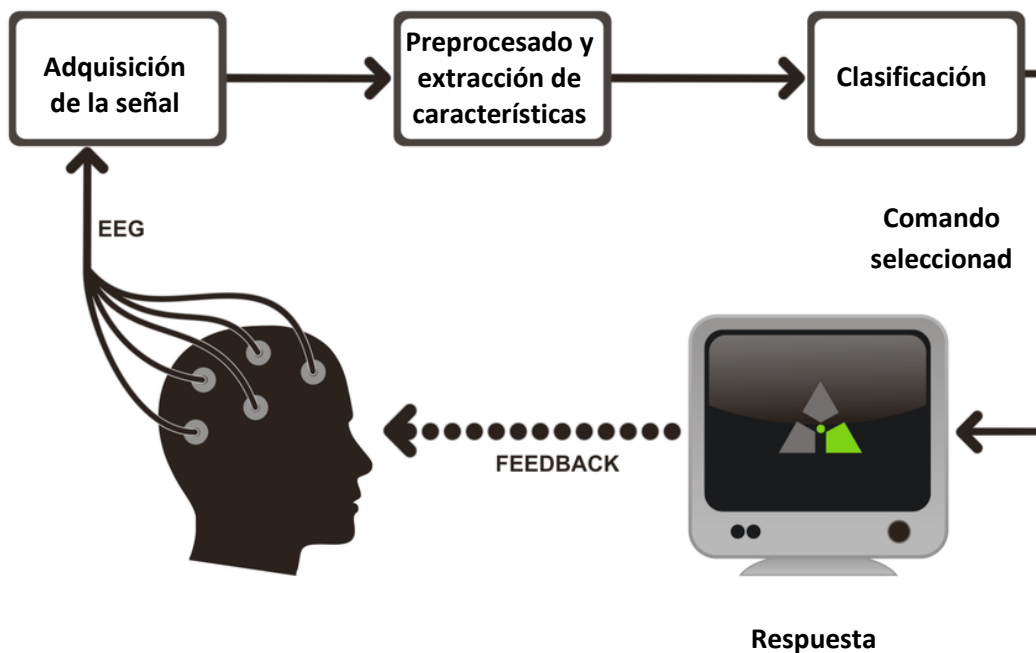 Adquisición
de la señal
Preprocesado y
extracción de
características
Clasificación
EEG
Comando
seleccionad
FEEDBACK
Respuesta